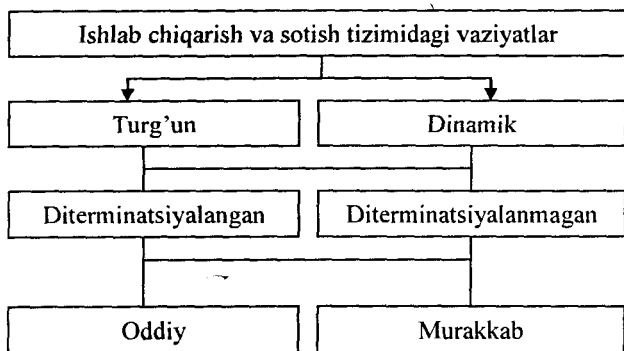 Ishlab chiqarish va sotish tizimidagi vaziyatlar
Turg'un
Dinamik
Diterminatsiyalangan
Diterminatsiyalanmagan
Oddiy
Murakkab